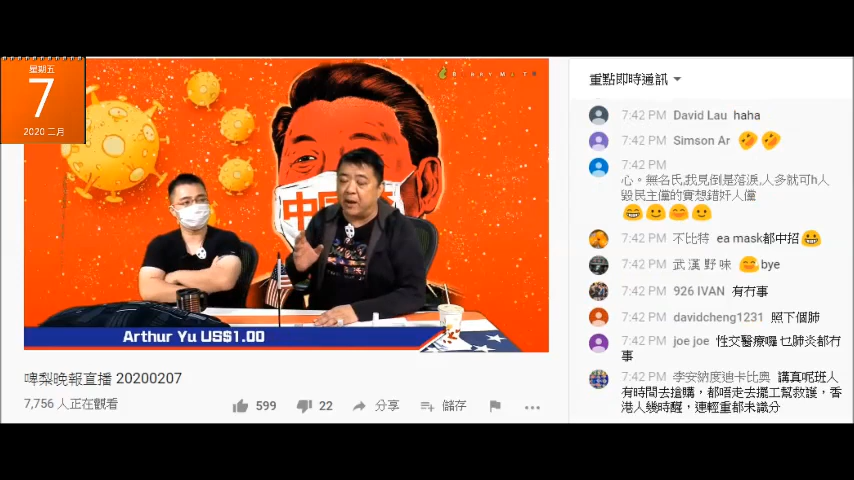 星期五
7
2020 二月
中國
Arthur Yu US$1.00
啤梨晚報直播 20200207
7,756 人正在觀看
599
22
分享
儲存
重點即時通訊
7:42 PM David Lau haha
7:42 PM Simson Ar
7:42 PM
心。無名氏,我見倒是落淚,人多就可h人
毀民主儻的實想錯奸人儻
7:42 PM 不比特 ea mask都中招
7:42 PM 武漢野味 bye
7:42 PM 926 IVAN 有冇事
7:42 PM davidcheng1231 照下個肺
7:42 PM joe joe 性交醫療囉乜肺炎都冇
事
7:42 PM 李安納度迪卡比奧 講真呢班人
有時間去搶購，都唔走去擺工幫救護，香
港人幾時醒，連輕重都未識分